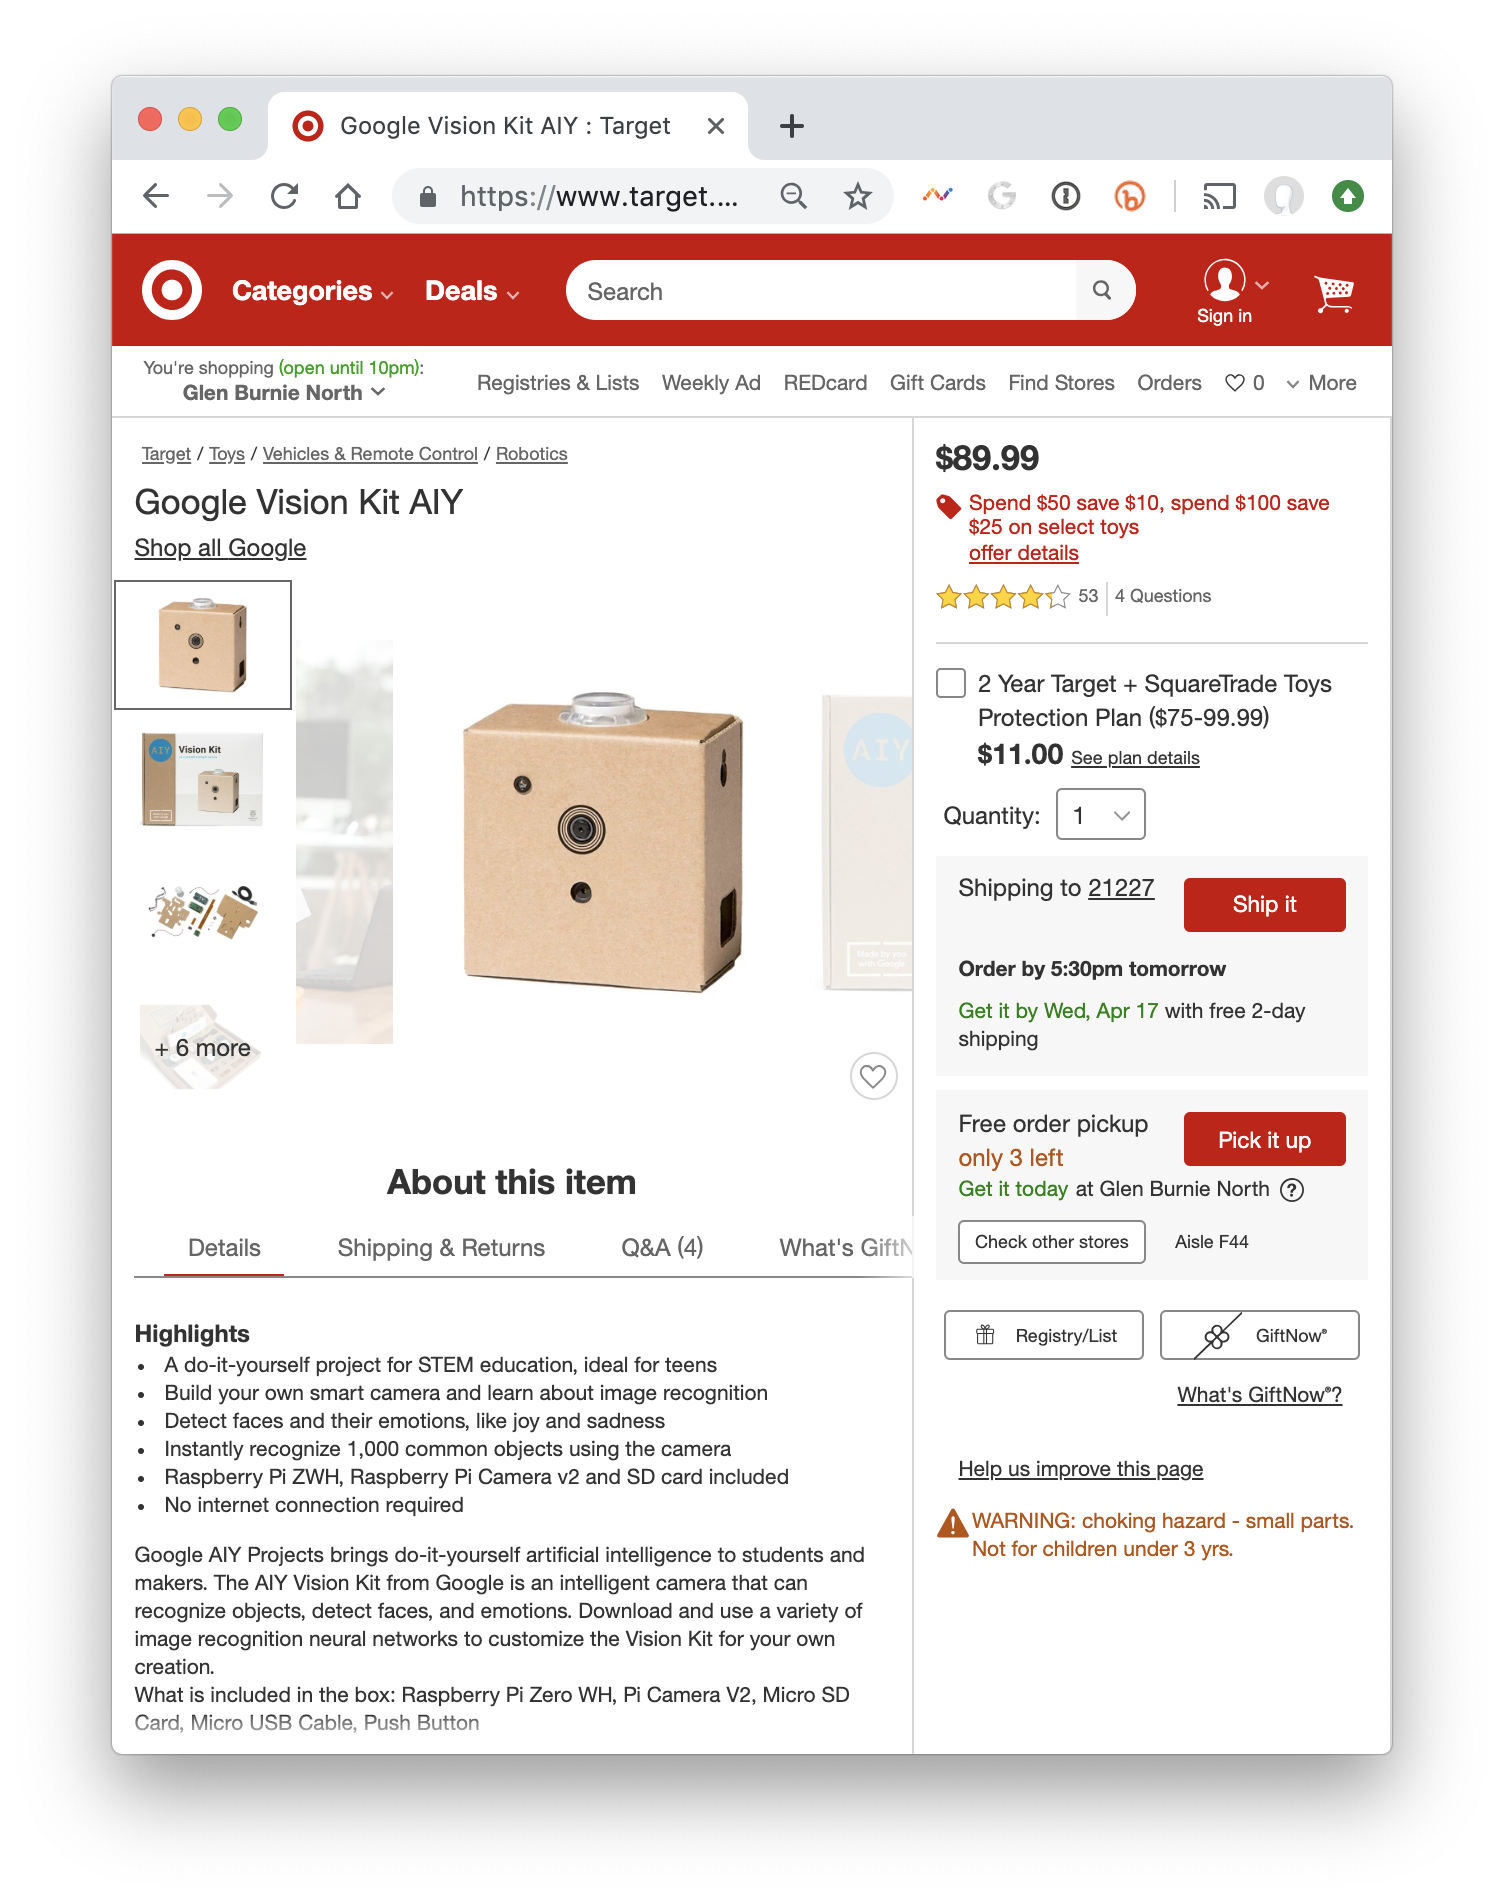 Google Vision Kit AIY : Target
https://www.target....
Categories
Deals
Search
Sign in
You're shopping (open until 10pm):
Glen Burnie North
Registries & Lists
Weekly Ad
REDcard
Gift Cards
Find Stores
Orders
0
More
Target / Toys / Vehicles & Remote Control / Robotics
Google Vision Kit AIY
Shop all Google
AIY Vision Kit
+ 6 more
AIY
Made by you
with Google
About this item
Details
Shipping & Returns
Q&A (4)
What's GiftN
Highlights
• A do-it-yourself project for STEM education, ideal for teens
• Build your own smart camera and learn about image recognition
• Detect faces and their emotions, like joy and sadness
• Instantly recognize 1,000 common objects using the camera
• Raspberry Pi ZWH, Raspberry Pi Camera v2 and SD card included
• No internet connection required
Google AIY Projects brings do-it-yourself artificial intelligence to students and
makers. The AIY Vision Kit from Google is an intelligent camera that can
recognize objects, detect faces, and emotions. Download and use a variety of
image recognition neural networks to customize the Vision Kit for your own
creation.
What is included in the box: Raspberry Pi Zero WH, Pi Camera V2, Micro SD
Card, Micro USB Cable, Push Button
$89.99
Spend $50 save $10, spend $100 save
$25 on select toys
offer details
53
4 Questions
2 Year Target + SquareTrade Toys
Protection Plan ($75-99.99)
$11.00 See plan details
Quantity: 1
Shipping to 21227
Ship it
Order by 5:30pm tomorrow
Get it by Wed, Apr 17 with free 2-day
shipping
Free order pickup
only 3 left
Pick it up
Get it today at Glen Burnie North ?
Check other stores
Aisle F44
Registry/List
GiftNow®
What's GiftNow®?
Help us improve this page
WARNING: choking hazard - small parts.
Not for children under 3 yrs.